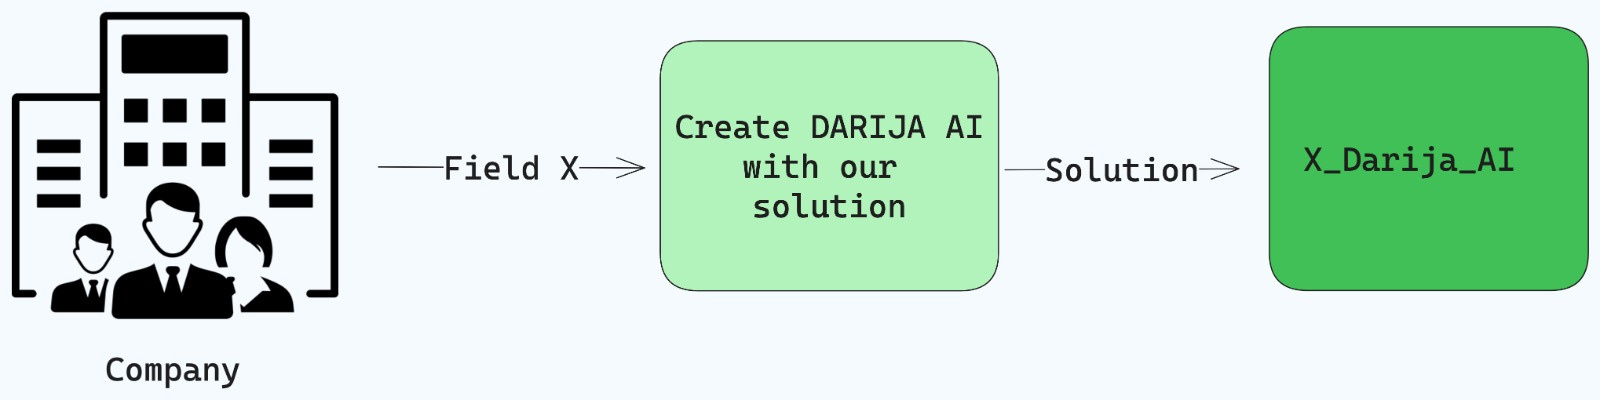 Company
Field X
Create DARIJA AI
with our
solution
Solution
X_Darija_AI